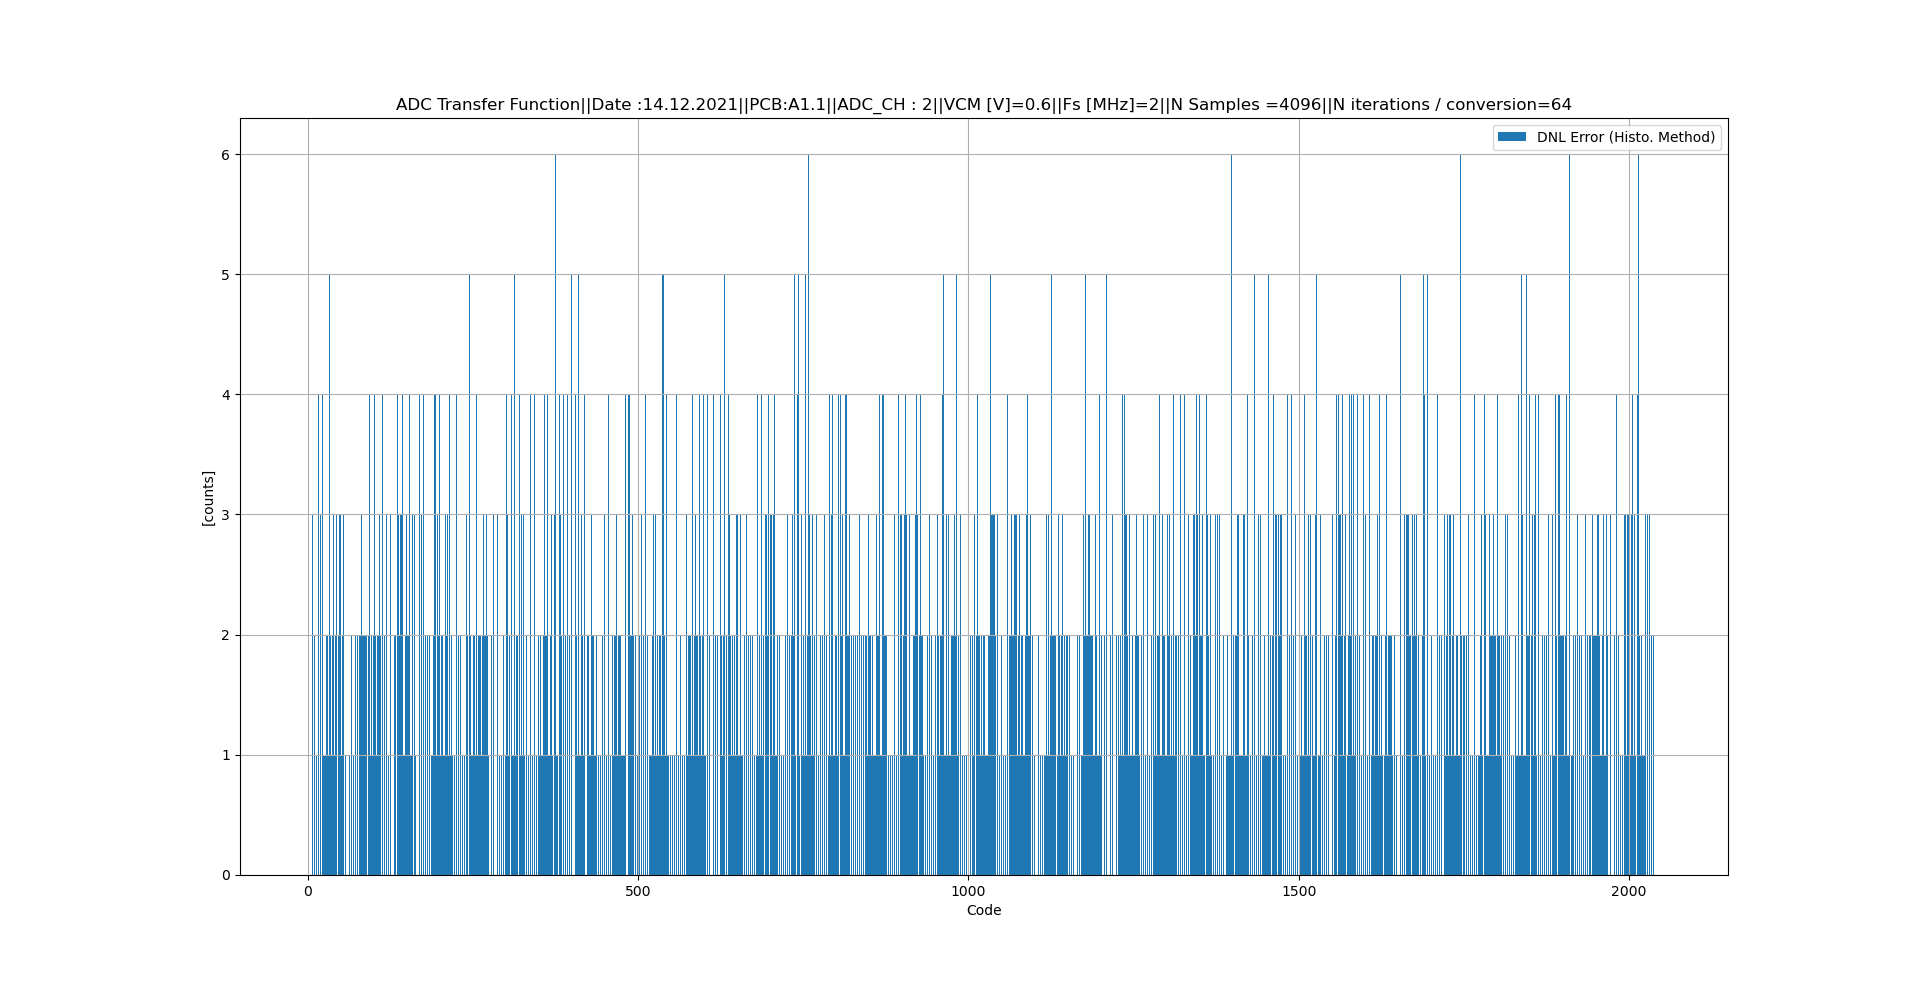 ADC Transfer Function||Date :14.12.2021||PCB:A1.1||ADC_CH : 2||VCM [V]=0.6||Fs [MHz]=2||N Samples =4096||N iterations / conversion=64
DNL Error (Histo. Method)
6
5
4
3
2
1
0
[counts]
0 500 1000 1500 2000
Code